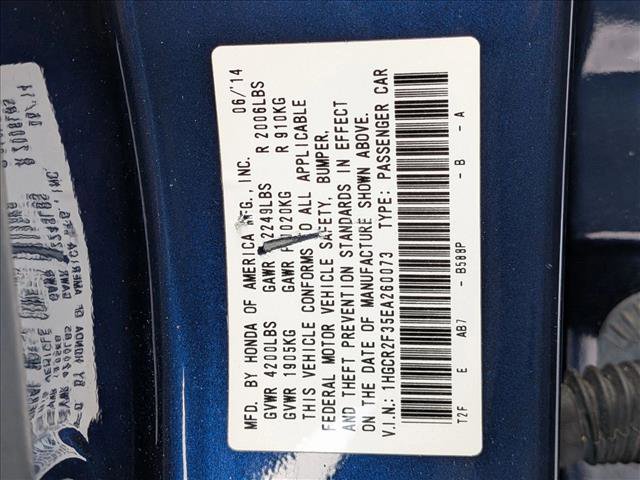 MFD. BY HONDA OF AMERICA MFG., INC. 06/'14
GVWR 4200LBS GAWR F 2249LBS R 2006LBS
GVWR 1905KG GAWR F 1020KG R 910KG
THIS VEHICLE CONFORMS TO ALL APPLICABLE
FEDERAL MOTOR VEHICLE SAFETY, BUMPER,
AND THEFT PREVENTION STANDARDS IN EFFECT
ON THE DATE OF MANUFACTURE SHOWN ABOVE.
V.I.N.: 1HGCR2F35EA260073 TYPE: PASSENGER CAR
T2F E AB7 - B588P - B - A